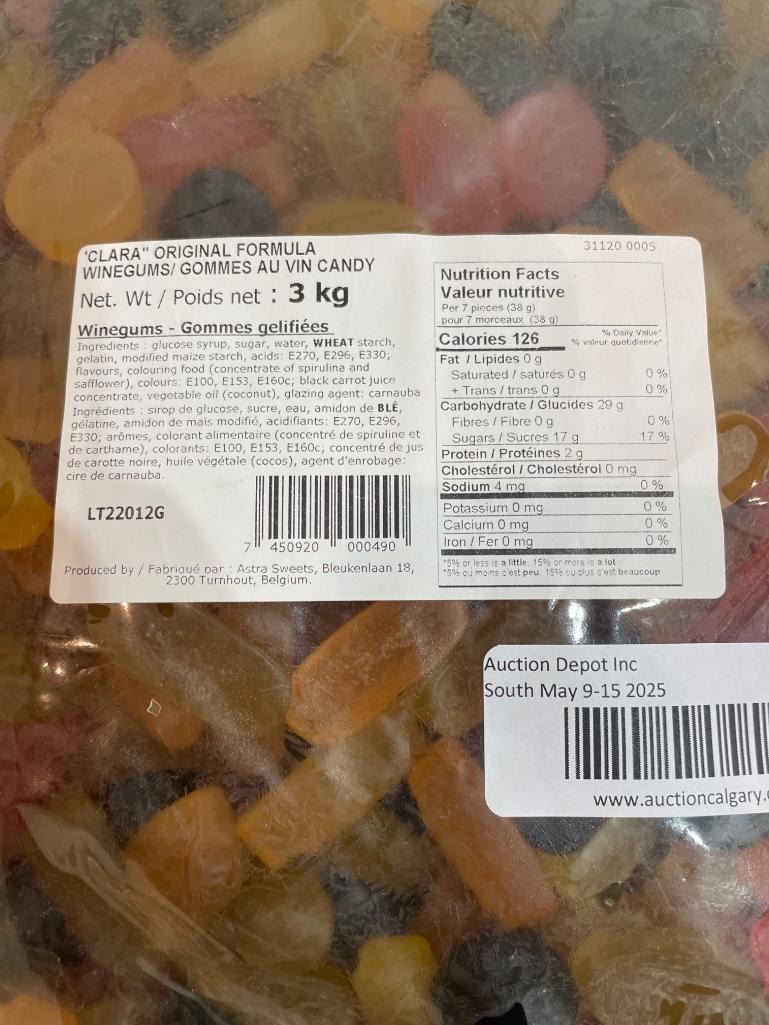 'CLARA" ORIGINAL FORMULA
WINEGUMS/ GOMMES AU VIN CANDY
Net. Wt / Poids net : 3 kg
Winegums - Gommes gelifiées
Ingredients : glucose syrup, sugar, water, WHEAT starch,
gelatin, modified maize starch, acids: E270, E296, E330;
flavours, colouring food (concentrate of spirulina and
safflower), colours: E100, E153, E160c; black carrot juice
concentrate, vegetable oil (coconut), glazing agent: carnauba
Ingrédients : sirop de glucose, sucre, eau, amidon de BLÉ,
gélatine, amidon de maïs modifié, acidifiants: E270, E296,
E330; arômes, colorant alimentaire (concentré de spiruline et
de carthame), colorants: E100, E153, E160c; concentré de jus
de carotte noire, huile végétale (cocos), agent d'enrobage:
cire de carnauba.
LT22012G
7 450920 000490
Produced by / Fabriqué par : Astra Sweets, Bleukenlaan 18,
2300 Turnhout, Belgium.
31120 0005
Nutrition Facts
Valeur nutritive
Per 7 pieces (38 g)
pour 7 morceaux (38 g)
Calories 126
% Daily Value*
% valeur quotidienne*
Fat / Lipides 0 g
Saturated / saturés 0 g 0 %
+ Trans / trans 0 g 0 %
Carbohydrate / Glucides 29 g
Fibres / Fibre 0 g 0 %
Sugars / Sucres 17 g 17 %
Protein / Protéines 2 g
Cholestérol / Cholestérol 0 mg
Sodium 4 mg 0 %
Potassium 0 mg 0 %
Calcium 0 mg 0 %
Iron / Fer 0 mg 0 %
*5% or less is a little, 15% or more is a lot
*5% ou moins c'est peu, 15% ou plus c'est beaucoup
Auction Depot Inc
South May 9-15 2025
www.auctioncalgary.